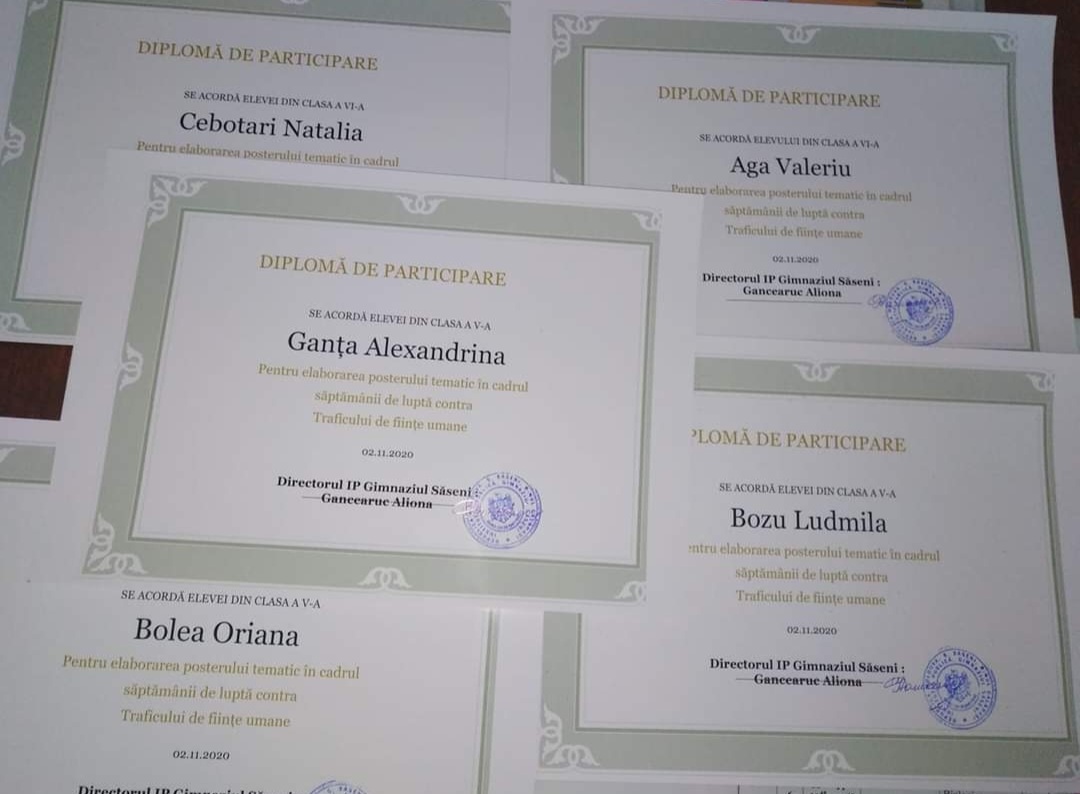 DIPLOMĂ DE PARTICIPARE
SE ACORDĂ ELEVEI DIN CLASA A VI-A
Cebotari Natalia
Pentru elaborarea posterului tematic în cadrul
DIPLOMĂ DE PARTICIPARE
SE ACORDĂ ELEVULUI DIN CLASA A VI-A
Aga Valeriu
Pentru elaborarea posterului tematic în cadrul
săptămânii de luptă contra
Traficului de ființe umane
02.11.2020
Directorul IP Gimnaziul Săseni :
Gancearuc Aliona
DIPLOMĂ DE PARTICIPARE
SE ACORDĂ ELEVEI DIN CLASA A V-A
Ganța Alexandrina
Pentru elaborarea posterului tematic în cadrul
săptămânii de luptă contra
Traficului de ființe umane
02.11.2020
Directorul IP Gimnaziul Săseni
Gancearuc Aliona
PLOMĂ DE PARTICIPARE
SE ACORDĂ ELEVEI DIN CLASA A V-A
Bozu Ludmila
entru elaborarea posterului tematic în cadrul
săptămânii de luptă contra
Traficului de ființe umane
02.11.2020
Directorul IP Gimnaziul Săseni :
Gancearuc Aliona
SE ACORDĂ ELEVEI DIN CLASA A V-A
Bolea Oriana
Pentru elaborarea posterului tematic în cadrul
săptămânii de luptă contra
Traficului de ființe umane
02.11.2020
Directorul IP